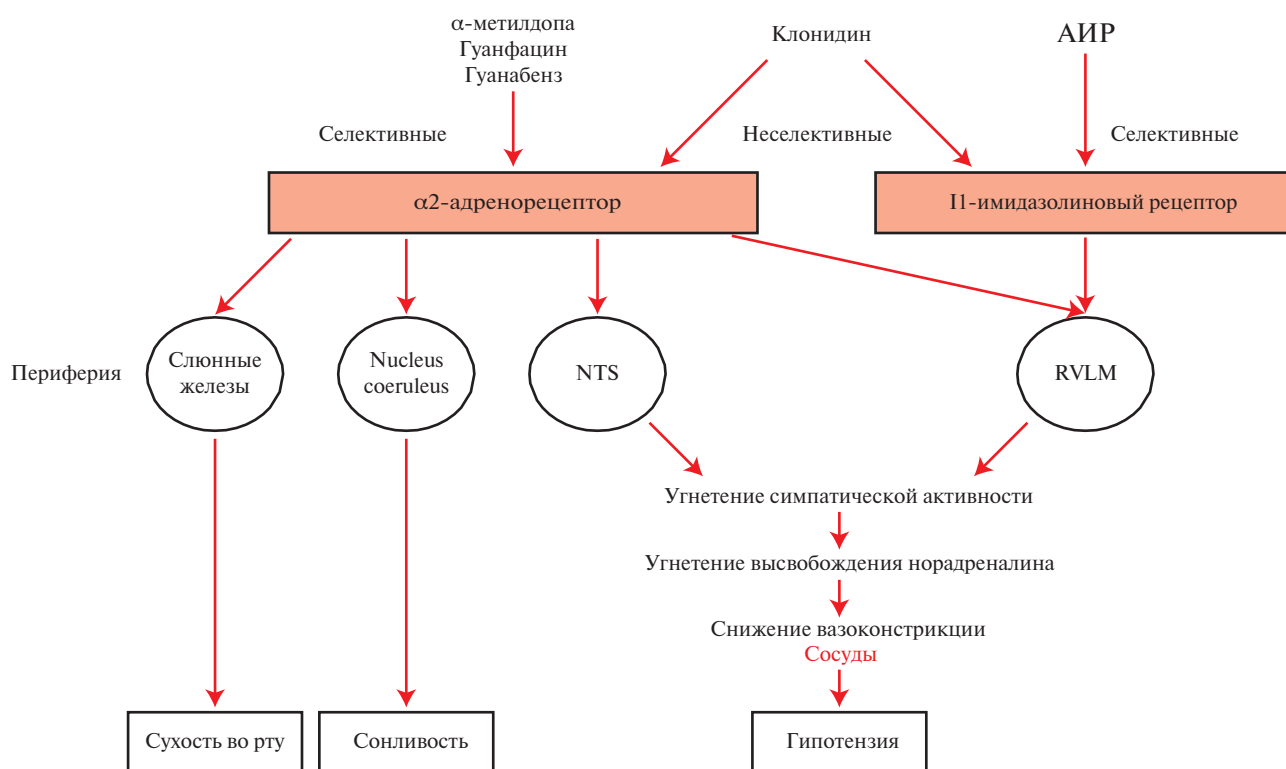 α-метилдопа
Гуанфацин
Гуанабенз
Клонидин
АИР
Селективные
Неселективные
Селективные
α2-адренорецептор
I1-имидазолиновый рецептор
Периферия
Слюнные
железы
Nucleus
coeruleus
NTS
RVLM
Угнетение симпатической активности
Угнетение высвобождения норадреналина
Снижение вазоконстрикции
Сосуды
Сухость во рту
Сонливость
Гипотензия